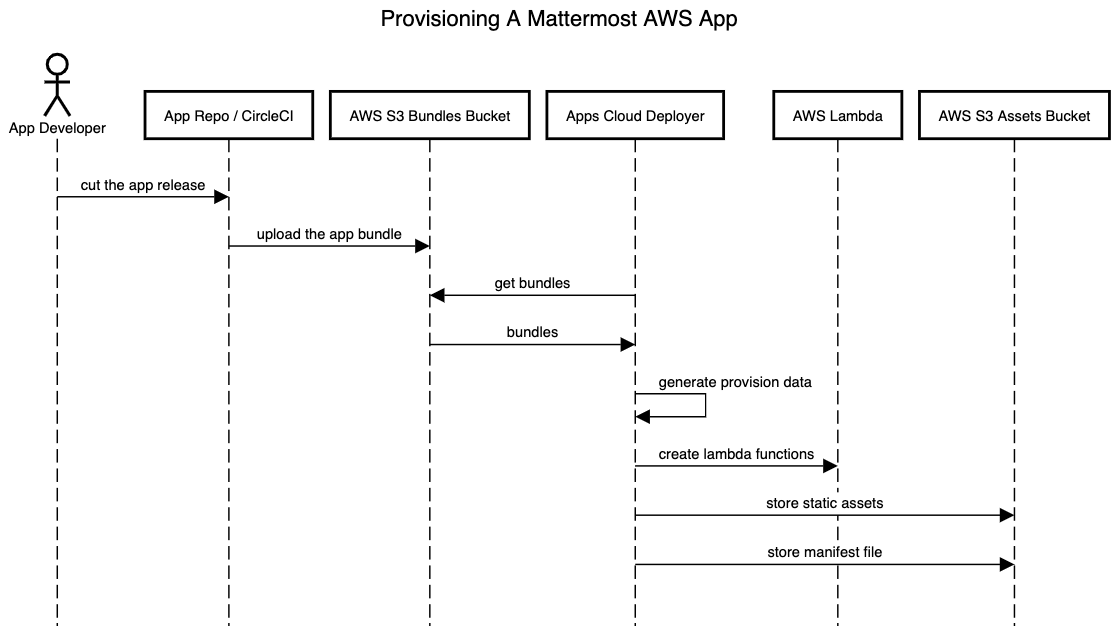 Provisioning A Mattermost AWS App
App Developer
App Repo / CircleCI
AWS S3 Bundles Bucket
Apps Cloud Deployer
AWS Lambda
AWS S3 Assets Bucket
cut the app release
upload the app bundle
get bundles
bundles
generate provision data
create lambda functions
store static assets
store manifest file